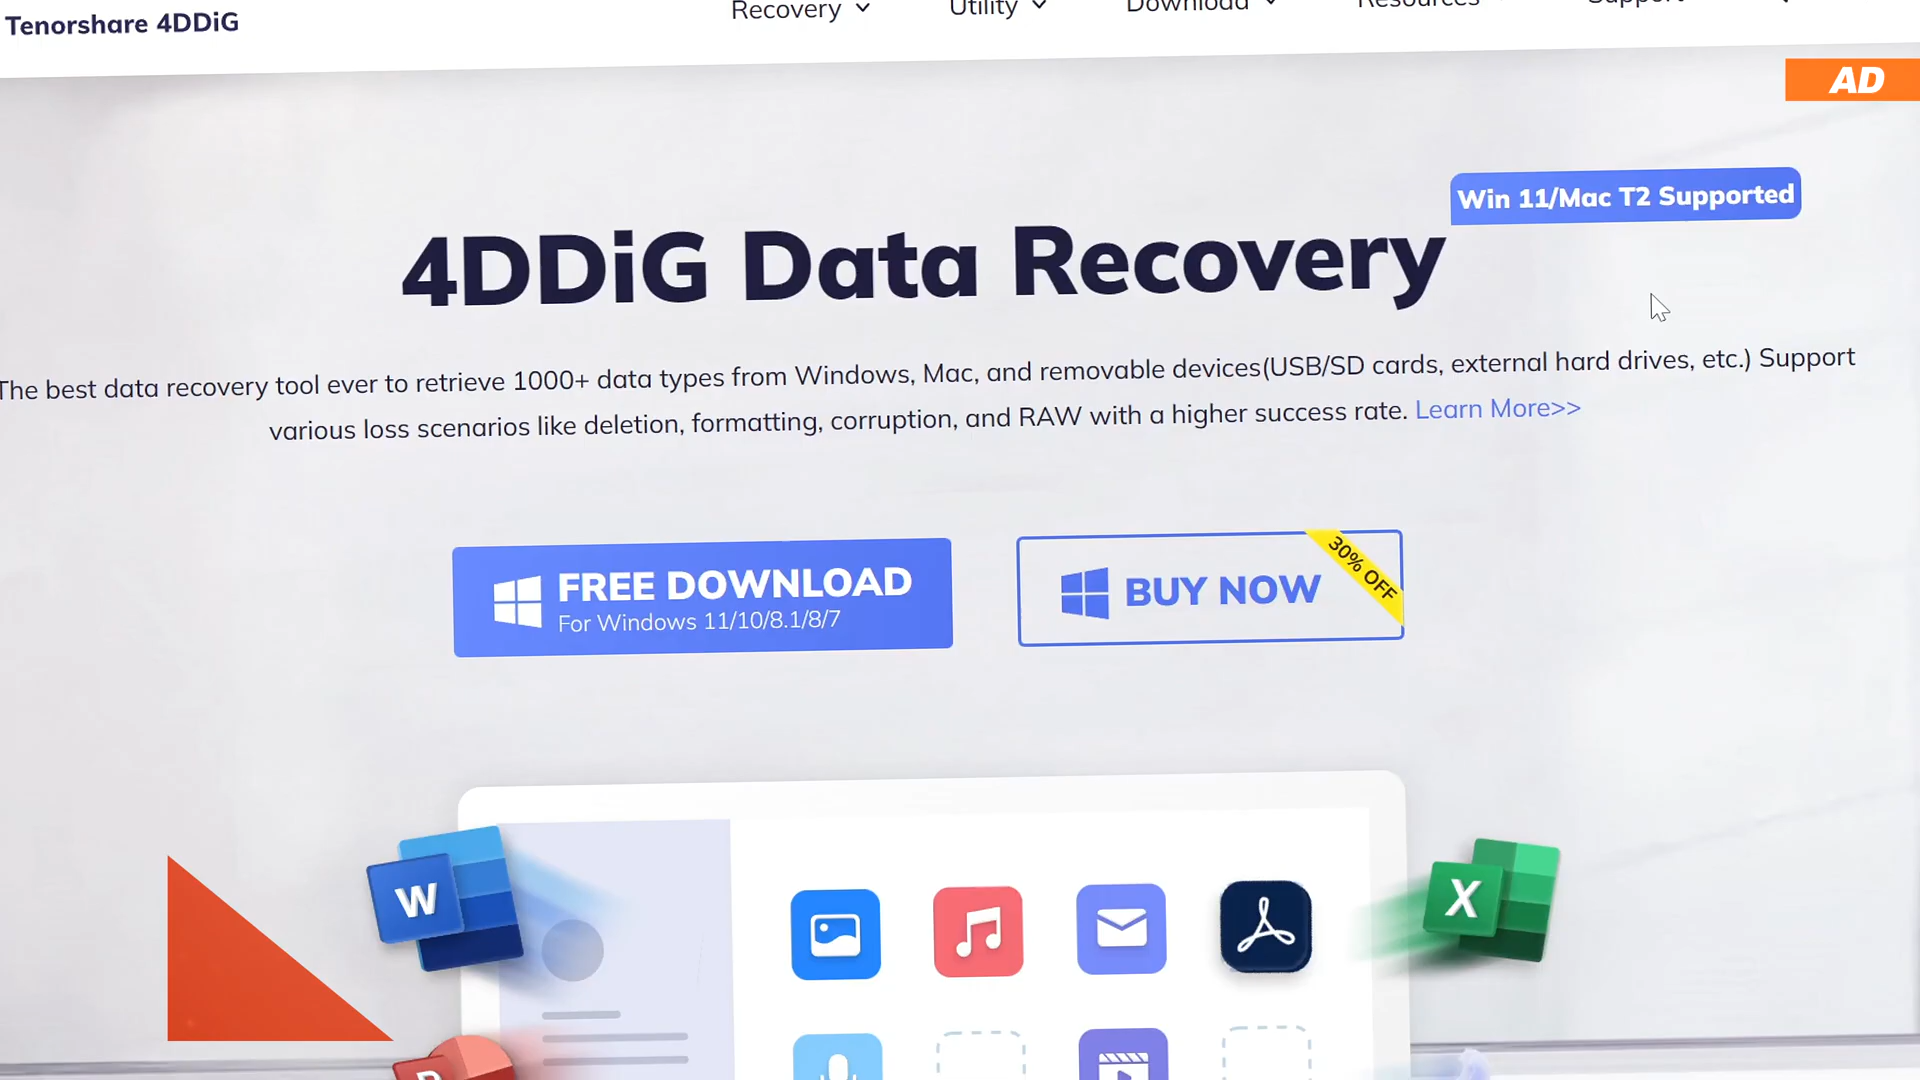 Tenorshare 4DDiG
Recovery
Utility
Download
Resources
Support
AD
Win 11/Mac T2 Supported
4DDiG Data Recovery
The best data recovery tool ever to retrieve 1000+ data types from Windows, Mac, and removable devices(USB/SD cards, external hard drives, etc.) Support
various loss scenarios like deletion, formatting, corruption, and RAW with a higher success rate. Learn More>>
FREE DOWNLOAD
For Windows 11/10/8.1/8/7
BUY NOW
30% OFF
W
X